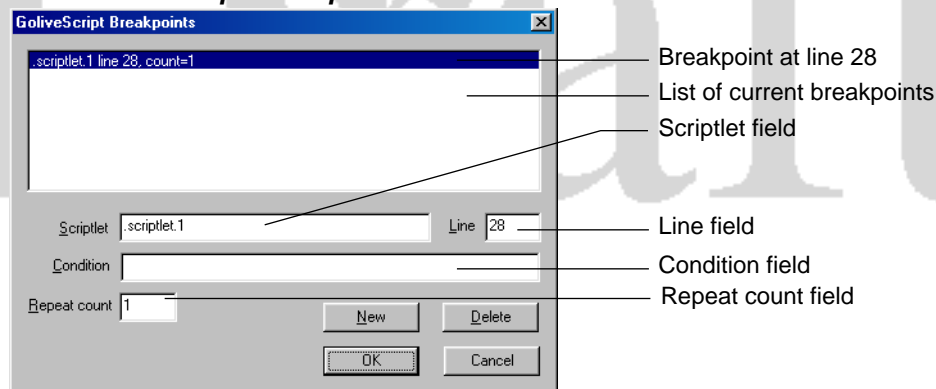 GoliveScript Breakpoints
.scriptlet.1 line 28, count=1
Breakpoint at line 28
List of current breakpoints
Scriptlet field
Scriptlet .scriptlet.1 Line 28
Line field
Condition
Condition field
Repeat count 1
Repeat count field
New Delete
OK Cancel